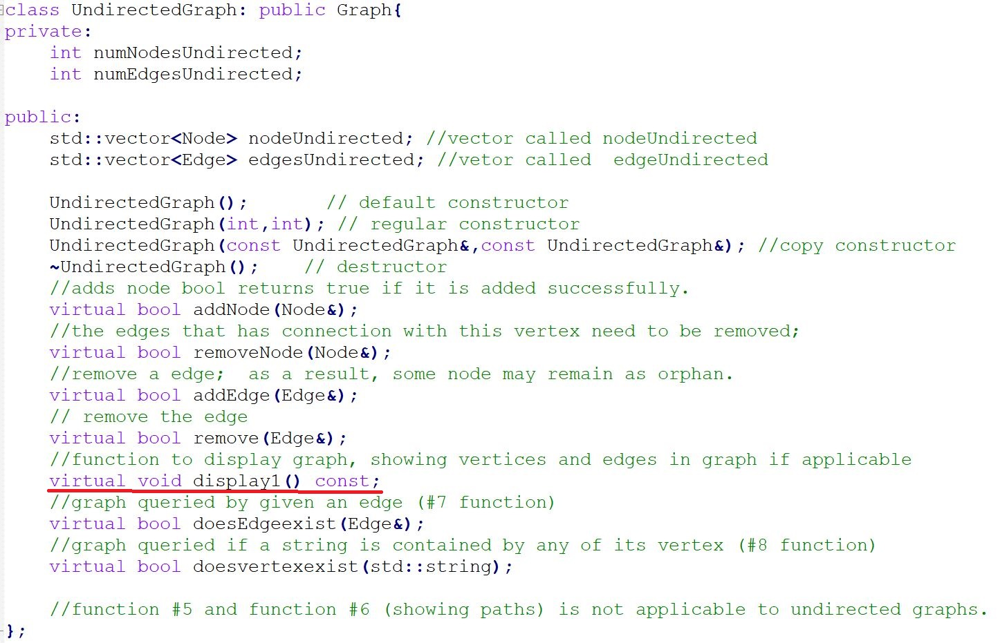 class UndirectedGraph: public Graph{
private:
    int numNodesUndirected;
    int numEdgesUndirected;

public:
    std::vector<Node> nodeUndirected; //vector called nodeUndirected
    std::vector<Edge> edgesUndirected; //vetor called  edgeUndirected

    UndirectedGraph();       // default constructor
    UndirectedGraph(int,int); // regular constructor
    UndirectedGraph(const UndirectedGraph&,const UndirectedGraph&); //copy constructor
    ~UndirectedGraph();    // destructor
    //adds node bool returns true if it is added successfully.
    virtual bool addNode(Node&);
    //the edges that has connection with this vertex need to be removed;
    virtual bool removeNode(Node&);
    //remove a edge;  as a result, some node may remain as orphan.
    virtual bool addEdge(Edge&);
    // remove the edge
    virtual bool remove(Edge&);
    //function to display graph, showing vertices and edges in graph if applicable
    virtual void display1() const;
    //graph queried by given an edge (#7 function)
    virtual bool doesEdgeexist(Edge&);
    //graph queried if a string is contained by any of its vertex (#8 function)
    virtual bool doesvertexexist(std::string);

    //function #5 and function #6 (showing paths) is not applicable to undirected graphs.
};